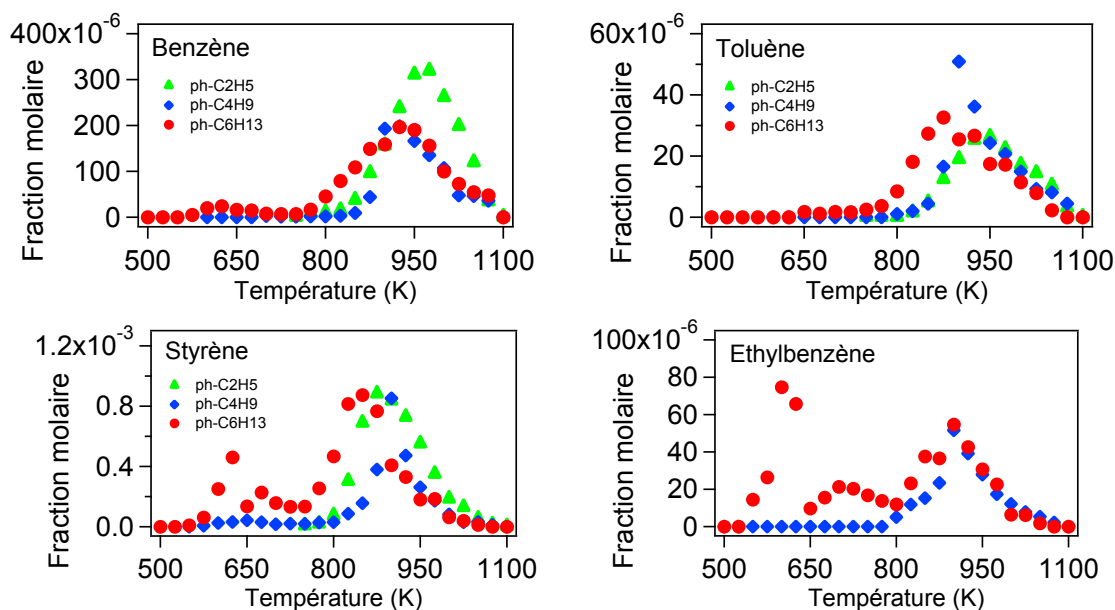 400x10-6
300
200
100
0
Fraction molaire
Benzène
ph-C2H5
ph-C4H9
ph-C6H13
500 650 800 950 1100
Température (K)
60x10-6
40
20
0
Fraction molaire
Toluène
ph-C2H5
ph-C4H9
ph-C6H13
500 650 800 950 1100
Température (K)
1.2x10-3
0.8
0.4
0.0
Fraction molaire
Styrène
ph-C2H5
ph-C4H9
ph-C6H13
500 650 800 950 1100
Température (K)
100x10-6
80
60
40
20
0
Fraction molaire
Ethylbenzène
500 650 800 950 1100
Température (K)